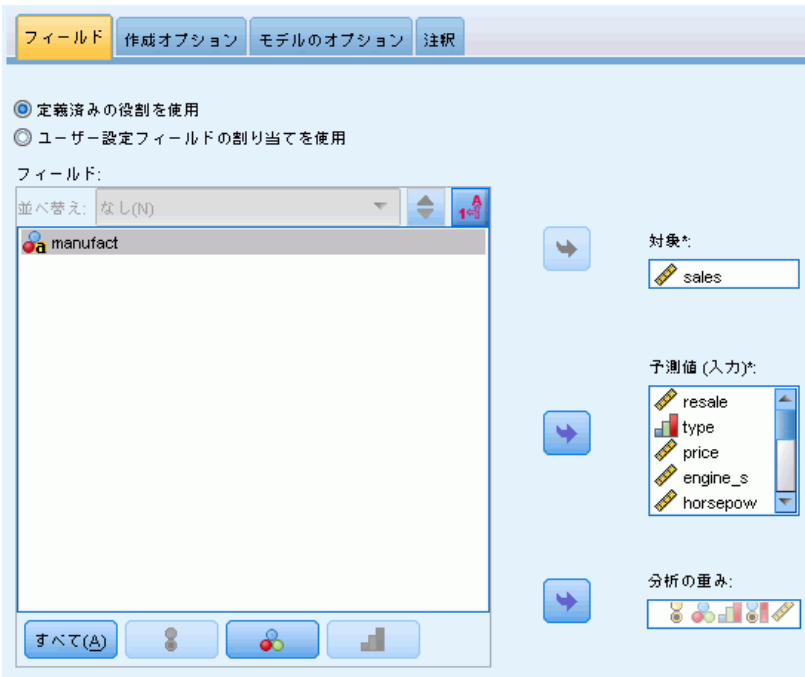 フィールド 作成オプション モデルのオプション 注釈
定義済みの役割を使用
ユーザー設定フィールドの割り当てを使用
フィールド:
並べ替え: なし(N)
A
1
a manufact
対象*:
sales
予測値 (入力)*:
resale
type
price
engine_s
horsepow
分析の重み:
すべて(A)